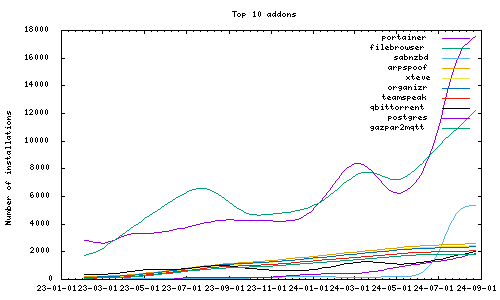 Top 10 addons
18000
16000
14000
12000
10000
8000
6000
4000
2000
0
Number of installations
portainer
filebrowser
sabnzbd
arpspoof
xteve
organizr
teamspeak
qbittorrent
postgres
gazpar2mqtt
23-01-01 23-03-01 23-05-01 23-07-01 23-09-01 23-11-01 24-01-01 24-03-01 24-05-01 24-07-01 24-09-01